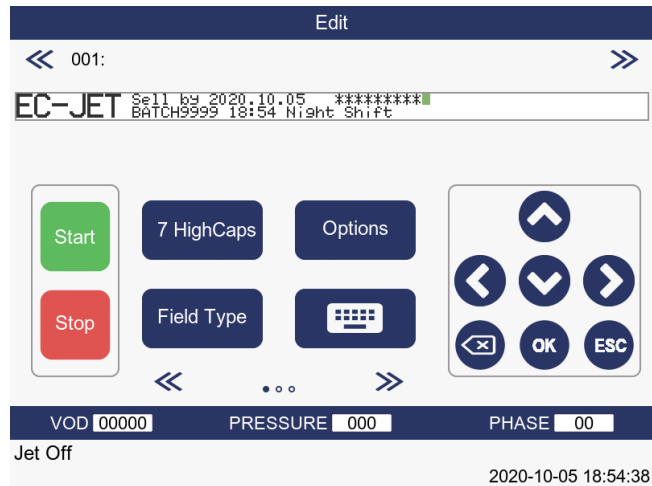 Edit
001:
EC-JET
Sell by 2020.10.05 *********
BATCH9999 18:54 Night Shift
Start
7 HighCaps
Options
Stop
Field Type
OK
ESC
VOD 00000 PRESSURE 000 PHASE 00
Jet Off
2020-10-05 18:54:38